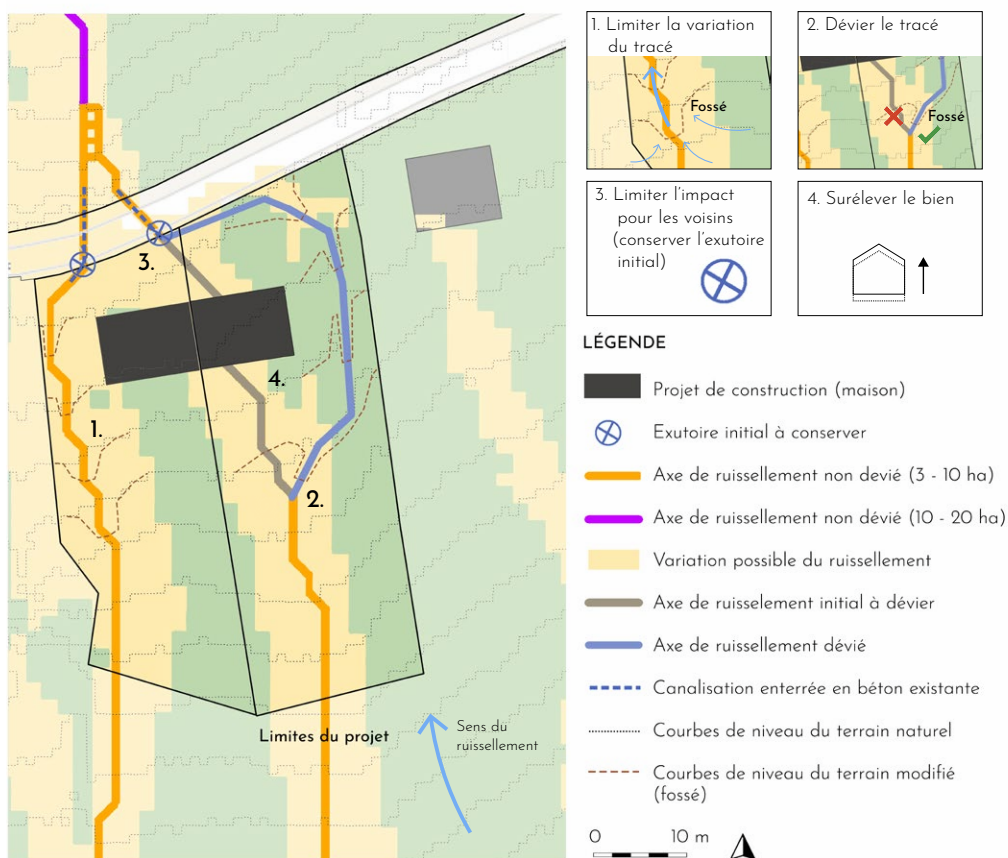 1. Limiter la variation
du tracé
Fossé
2. Dévier le tracé
Fossé
3. Limiter l'impact
pour les voisins
(conserver l'exutoire
initial)
4. Surélever le bien
3.
4.
1.
2.
Limites du projet
Sens du
ruissellement
LÉGENDE
Projet de construction (maison)
Exutoire initial à conserver
Axe de ruissellement non devié (3 - 10 ha)
Axe de ruissellement non dévié (10 - 20 ha)
Variation possible du ruissellement
Axe de ruisselement initial à dévier
Axe de ruissellement dévié
Canalisation enterrée en béton existante
Courbes de niveau du terrain naturel
Courbes de niveau du terrain modifié
(fossé)
0 10 m